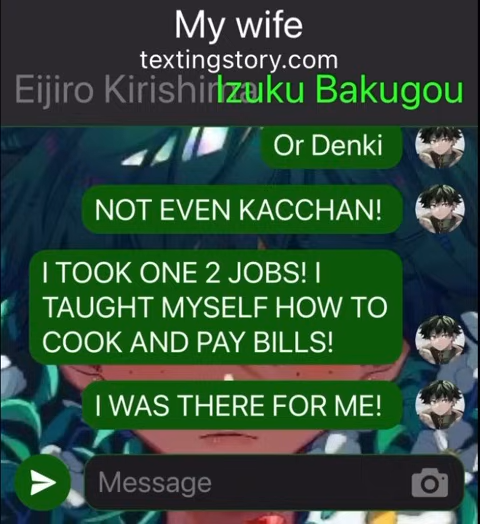 My wife
textingstory.com
Eijiro Kirishima Izuku Bakugou
Or Denki
NOT EVEN KACCHAN!
I TOOK ONE 2 JOBS! I
TAUGHT MYSELF HOW TO
COOK AND PAY BILLS!
I WAS THERE FOR ME!
Message